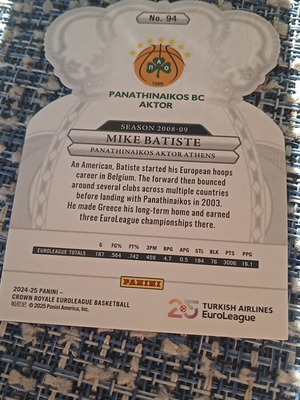 No. 94
PAO
1908
PANATHINAIKOS BC
AKTOR
SEASON 2008-09
MIKE BATISTE
PANATHINAIKOS AKTOR ATHENS
An American, Batiste started his European hoops
career in Belgium. The forward then bounced
around several clubs across multiple countries
before landing with Panathinaikos in 2003.
He made Greece his long-term home and earned
three EuroLeague championships there.
G FG% FT% 3PM RPG APG STL BLK PTS PPG
EUROLEAGUE TOTALS 187 .564 .742 459 4.7 0.5 184 76 3006 16.1
PANINI
2024-25 PANINI –
CROWN ROYALE EUROLEAGUE BASKETBALL
© 2025 Panini America, Inc.
25
TURKISH AIRLINES
EuroLeague